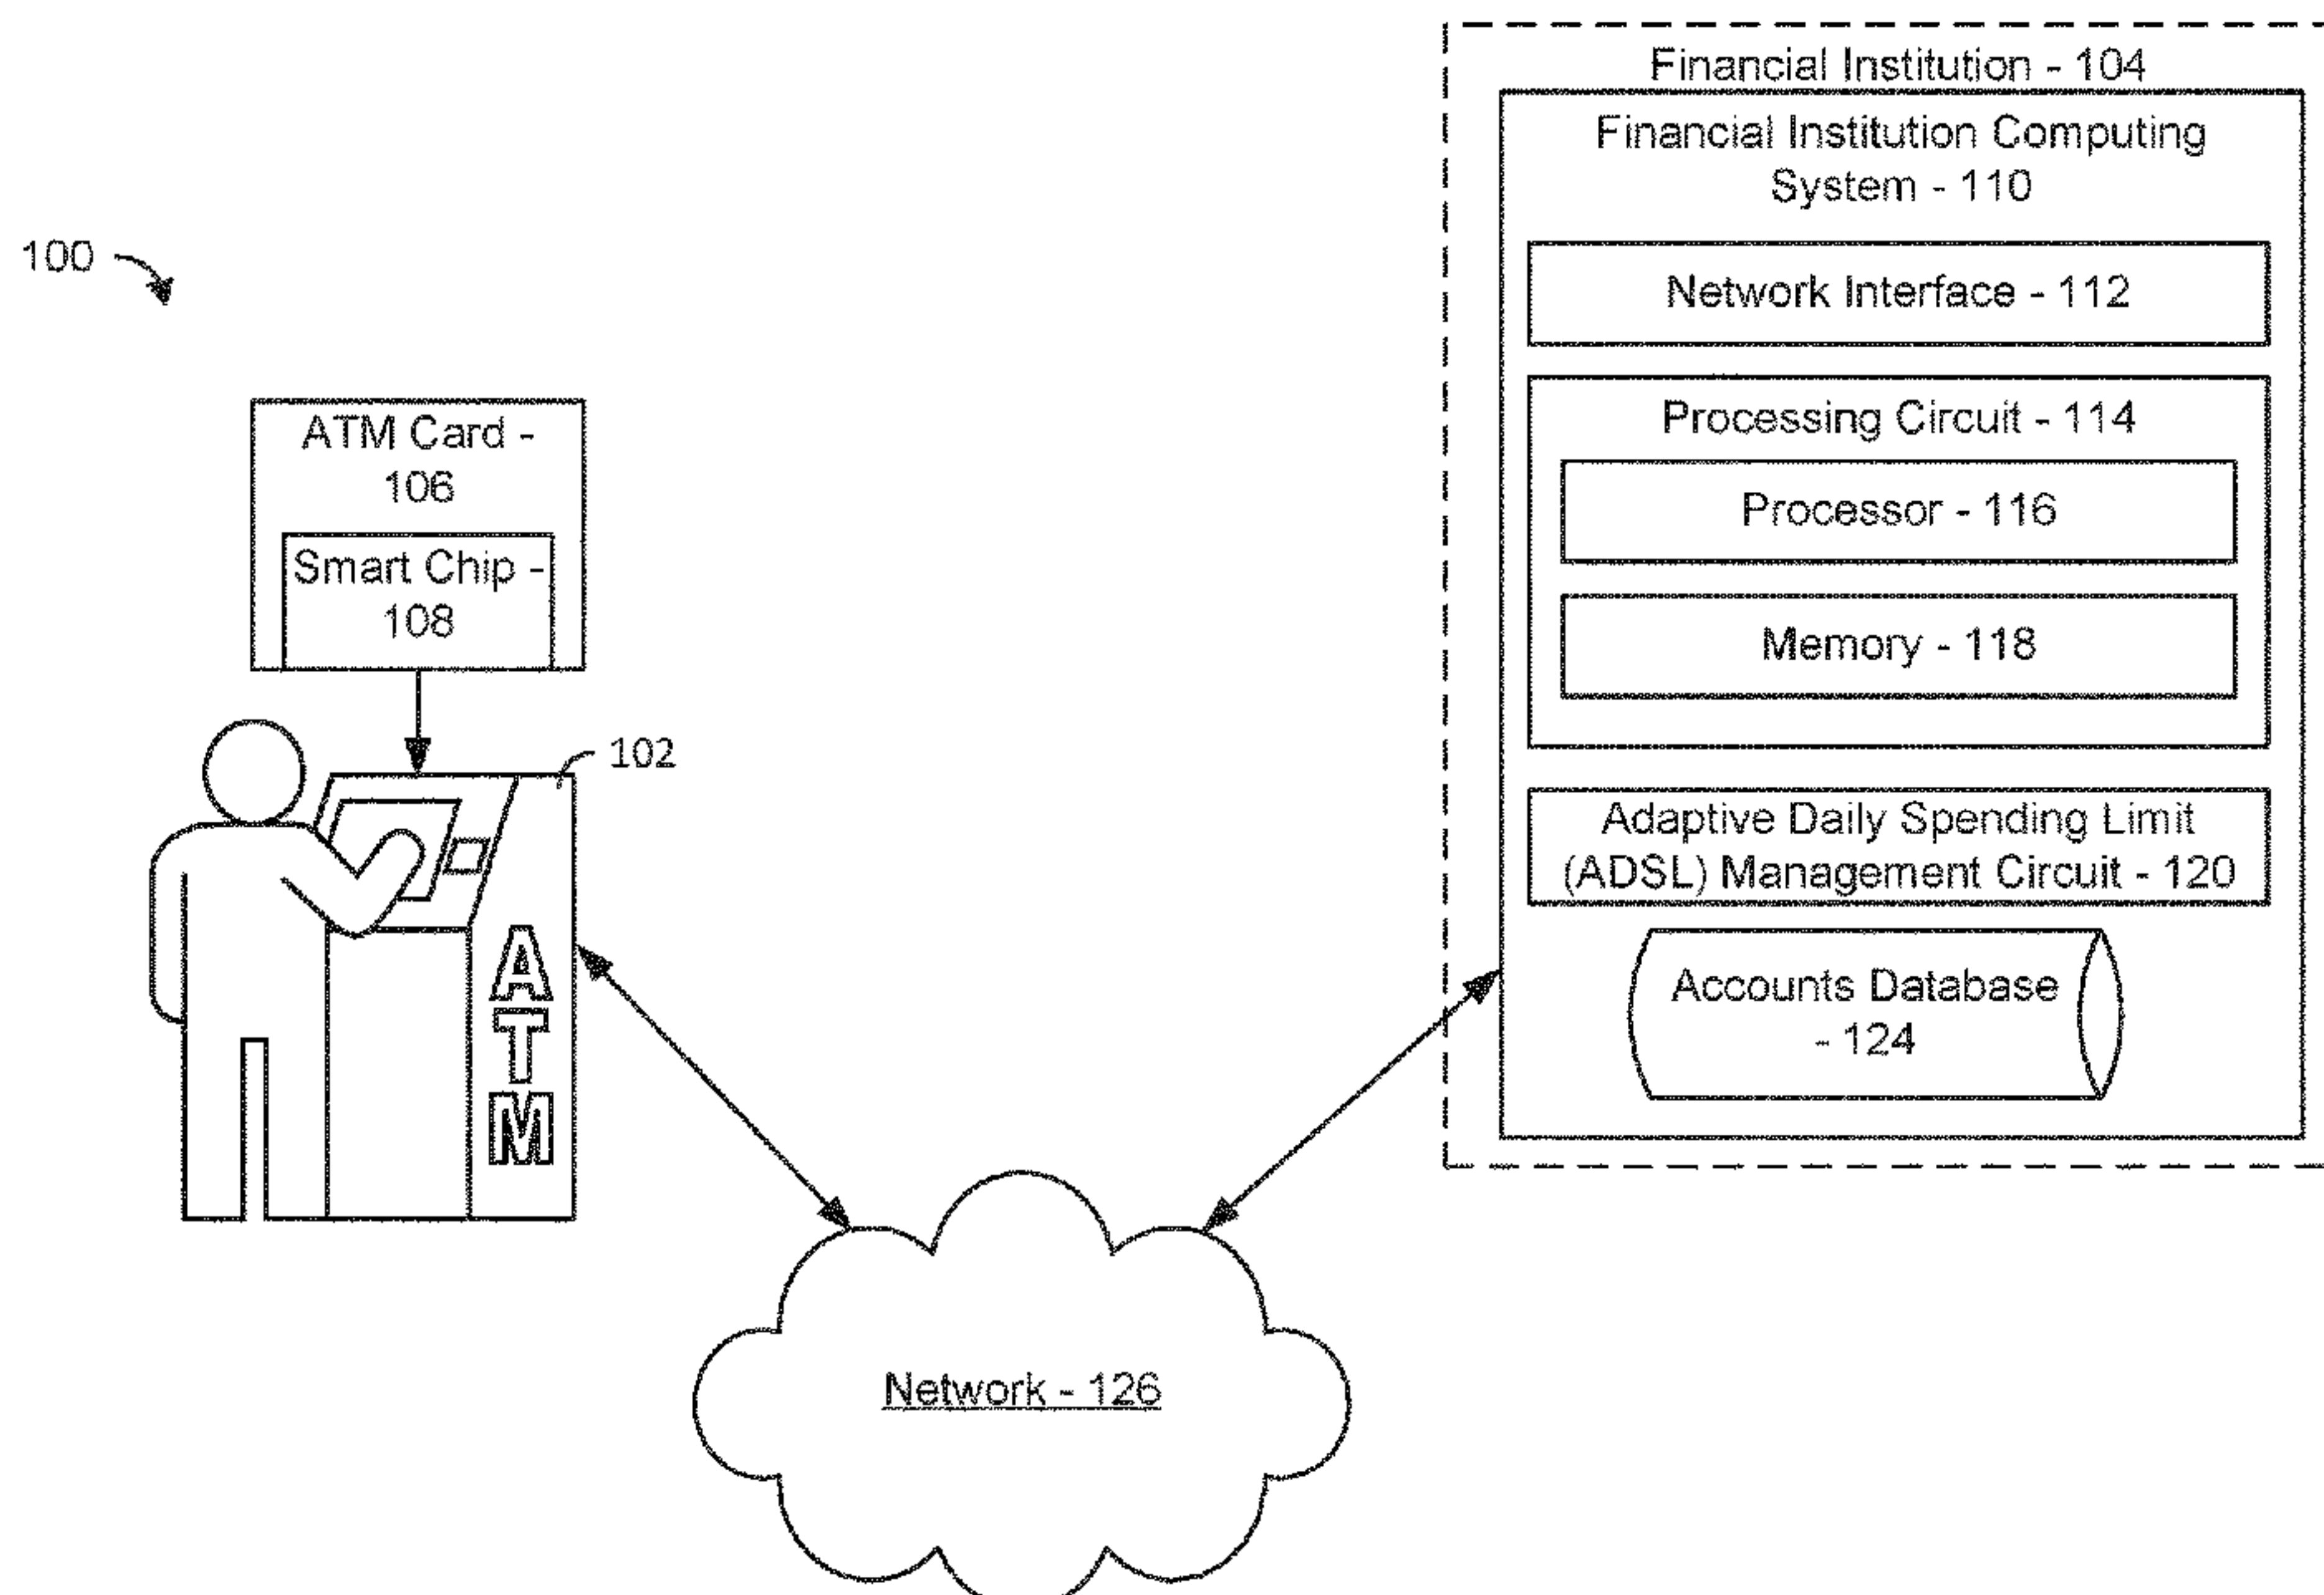 Financial Institution - 104
Financial Institution Computing
System - 110
Network Interface - 112
Processing Circuit - 114
Processor - 116
Memory - 118
Adaptive Daily Spending Limit
(ADSL) Management Circuit - 120
Accounts Database
- 124
100
ATM Card -
106
Smart Chip -
108
102
ATM
Network - 126